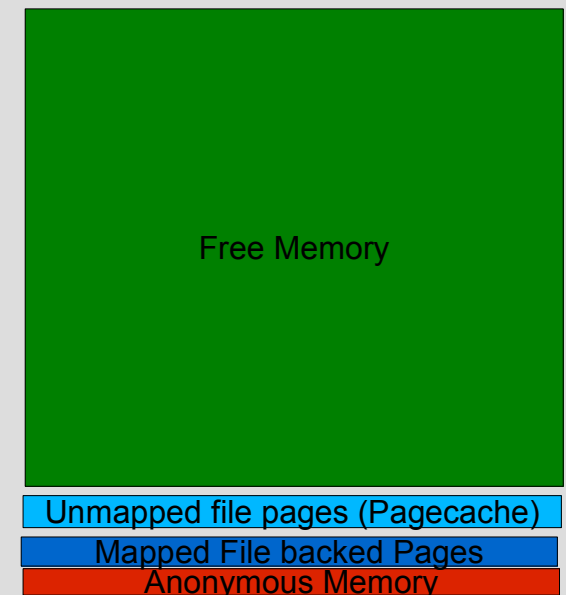 Free Memory
Unmapped file pages (Pagecache)
Mapped File backed Pages
Anonymous Memory